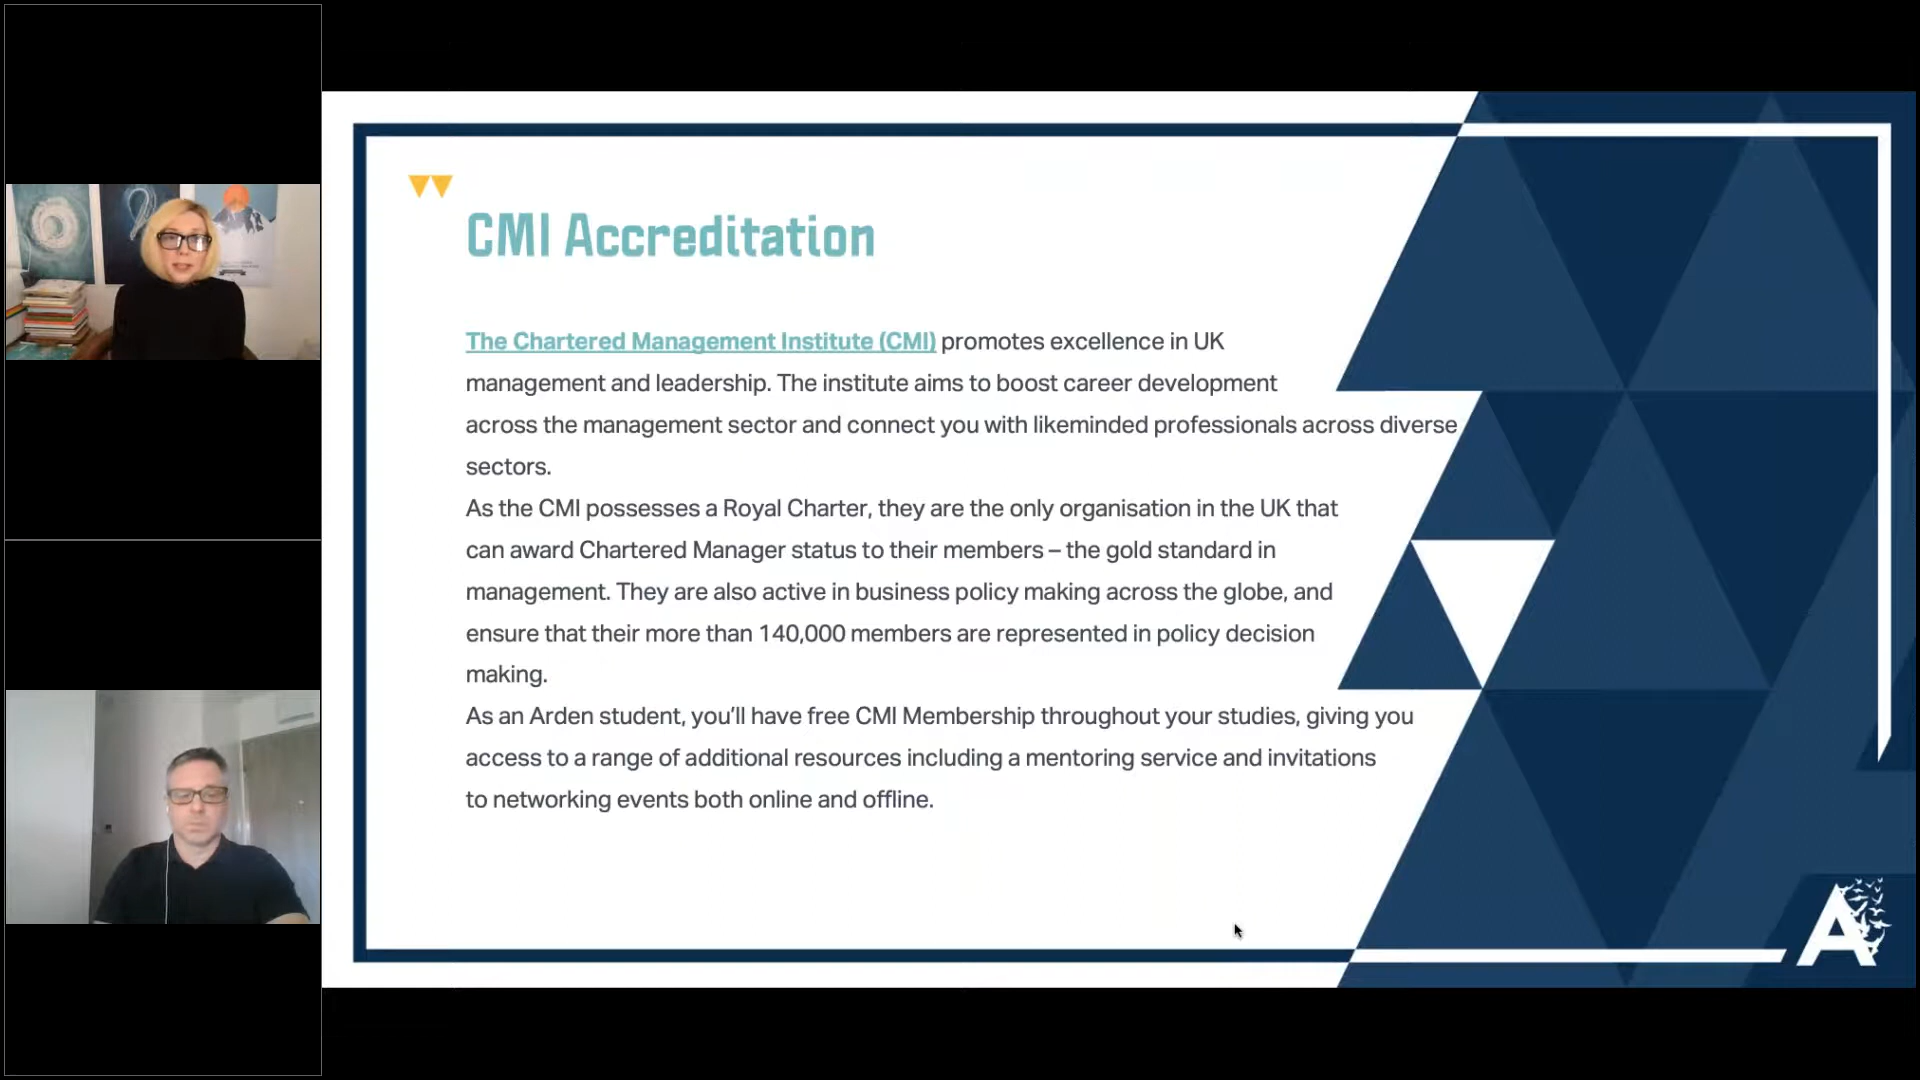 CMI Accreditation
The Chartered Management Institute (CMI) promotes excellence in UK
management and leadership. The institute aims to boost career development
across the management sector and connect you with likeminded professionals across diverse
sectors.
As the CMI possesses a Royal Charter, they are the only organisation in the UK that
can award Chartered Manager status to their members – the gold standard in
management. They are also active in business policy making across the globe, and
ensure that their more than 140,000 members are represented in policy decision
making.
As an Arden student, you’ll have free CMI Membership throughout your studies, giving you
access to a range of additional resources including a mentoring service and invitations
to networking events both online and offline.
A